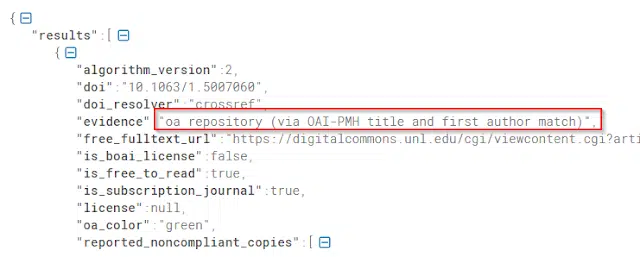 {
"results":[
{
"algorithm_version":2,
"doi":"10.1063/1.5007060",
"doi_resolver":"crossref",
"evidence":"oa repository (via OAI-PMH title and first author match)",
"free_fulltext_url":"https://digitalcommons.unl.edu/cgi/viewcontent.cgi?arti
"is_boai_license":false,
"is_free_to_read":true,
"is_subscription_journal":true,
"license":null,
"oa_color":"green",
"reported_noncompliant_copies":[